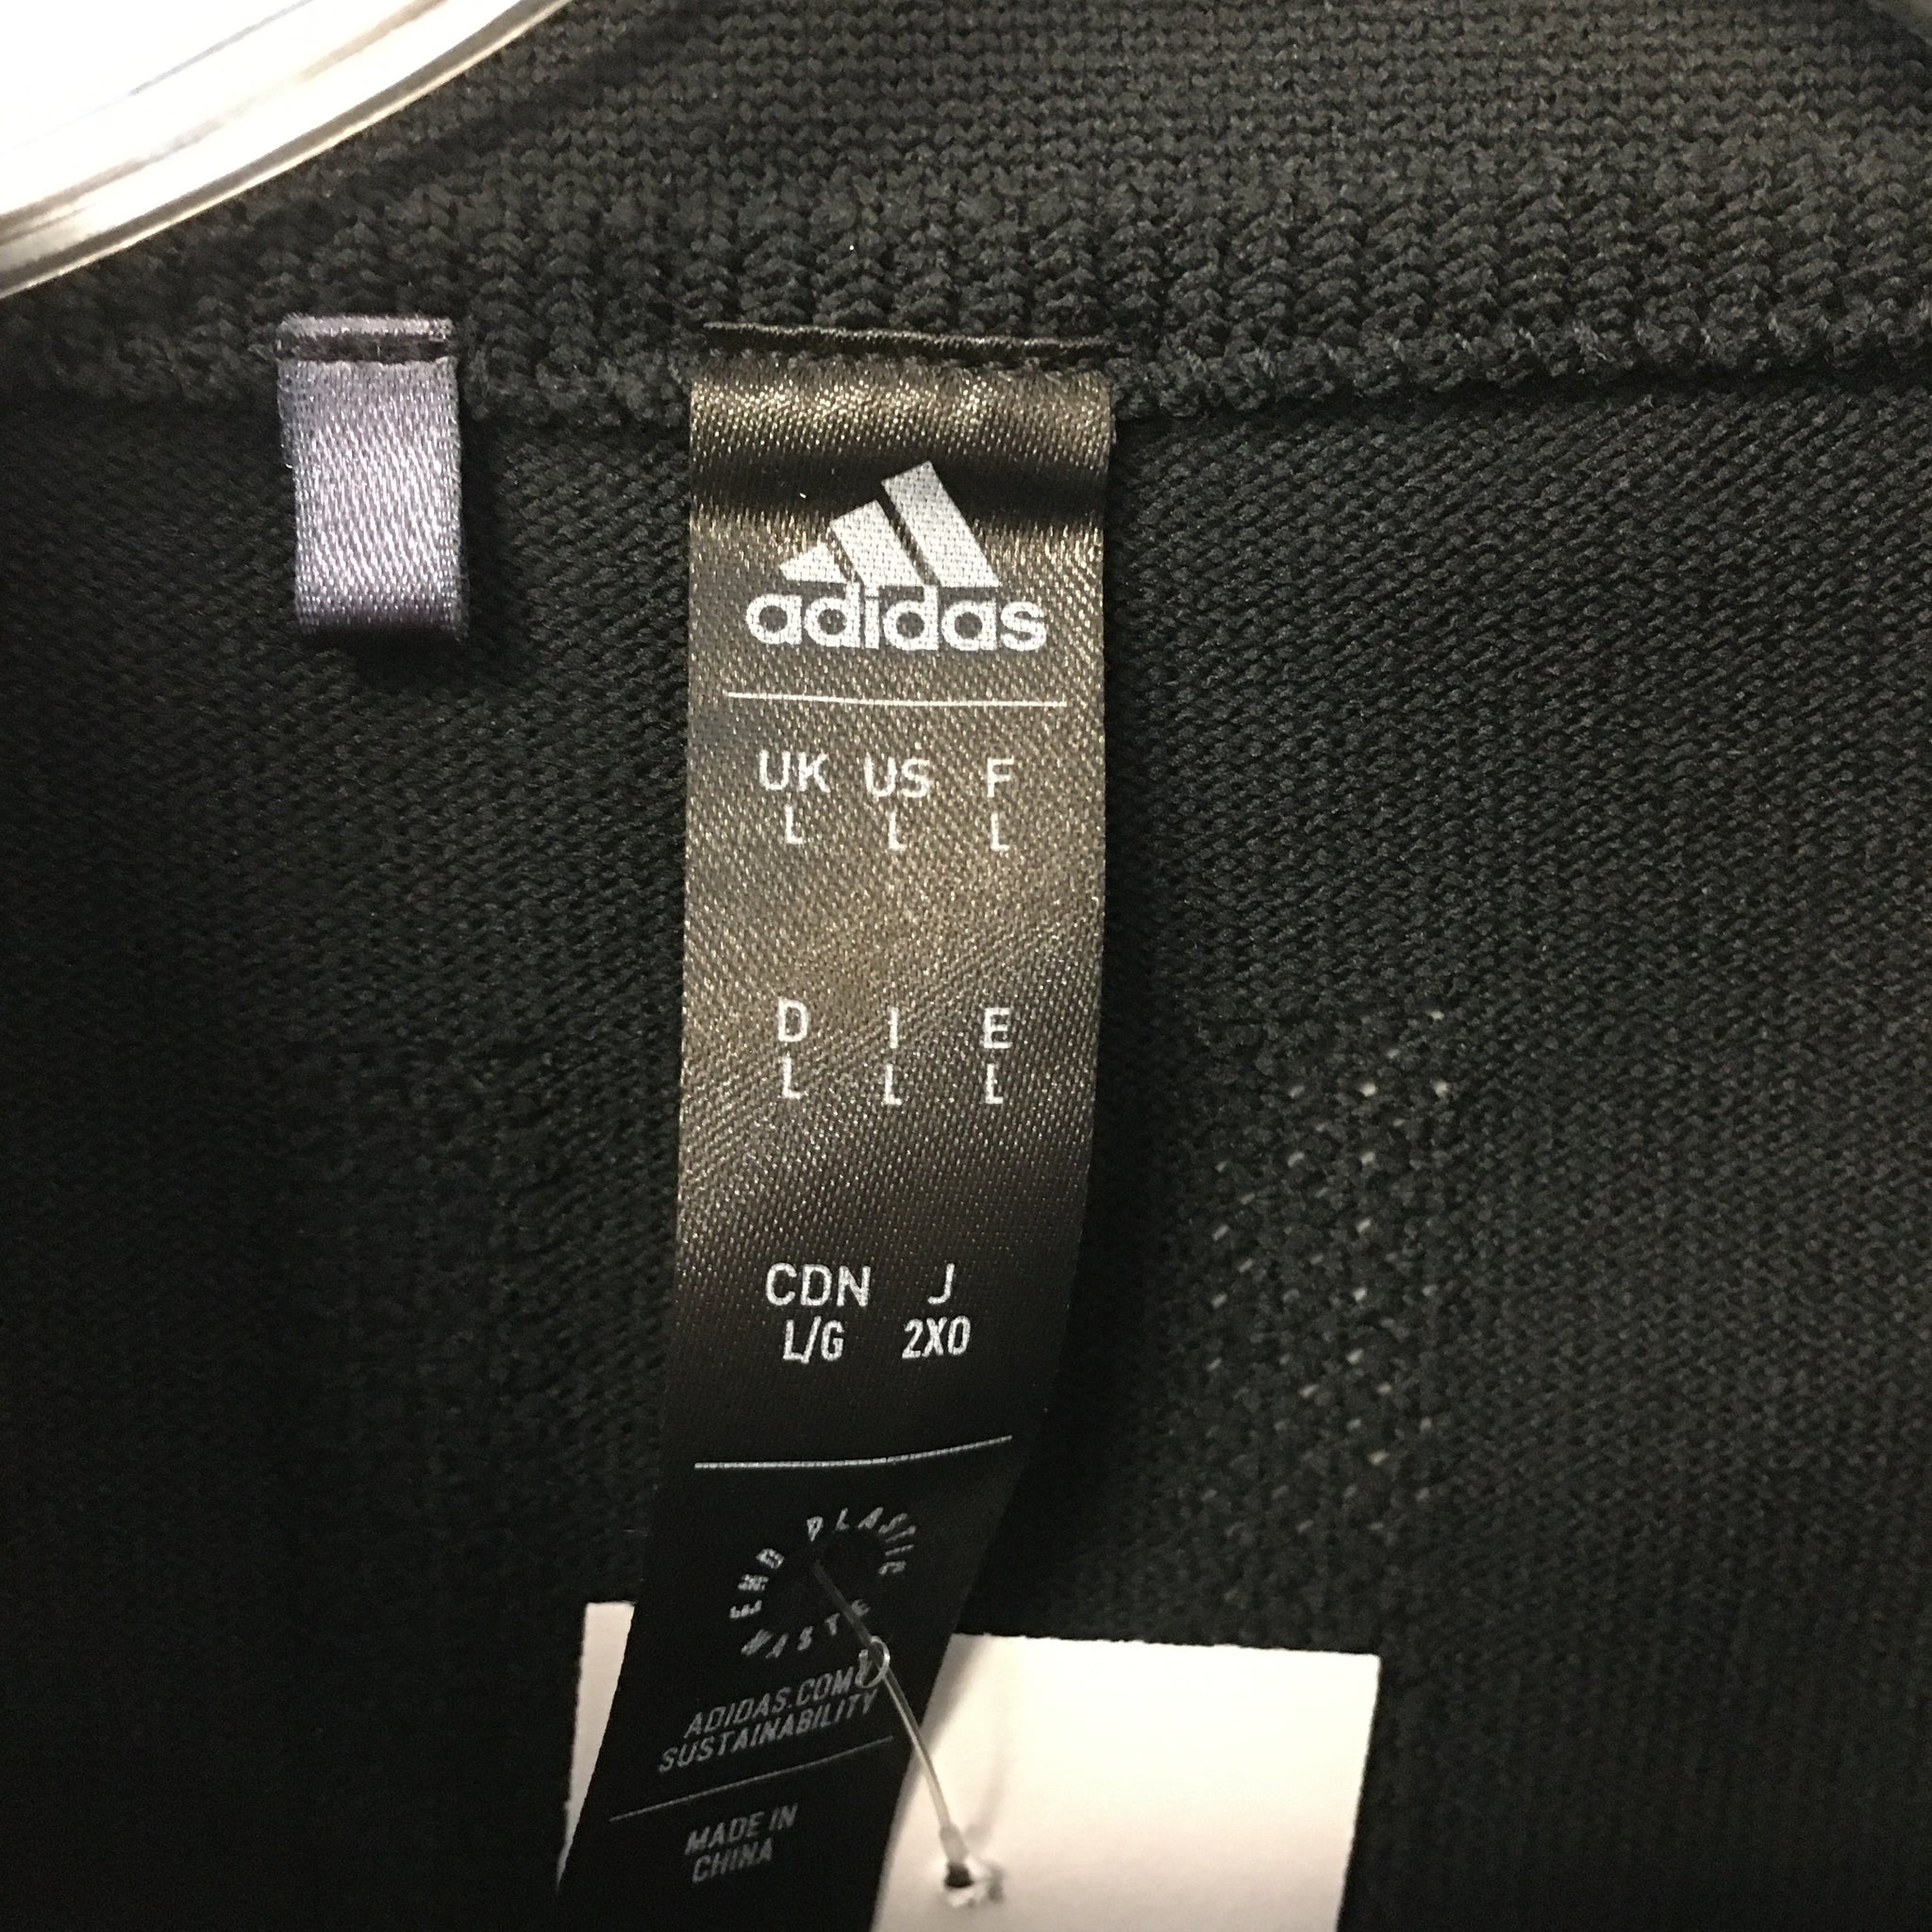 adidas
UK US F
L L L
D I E
L L L
CDN J
L/G 2XO
END PLASTIC WASTE
ADIDAS.COM/
SUSTAINABILITY
MADE IN
CHINA